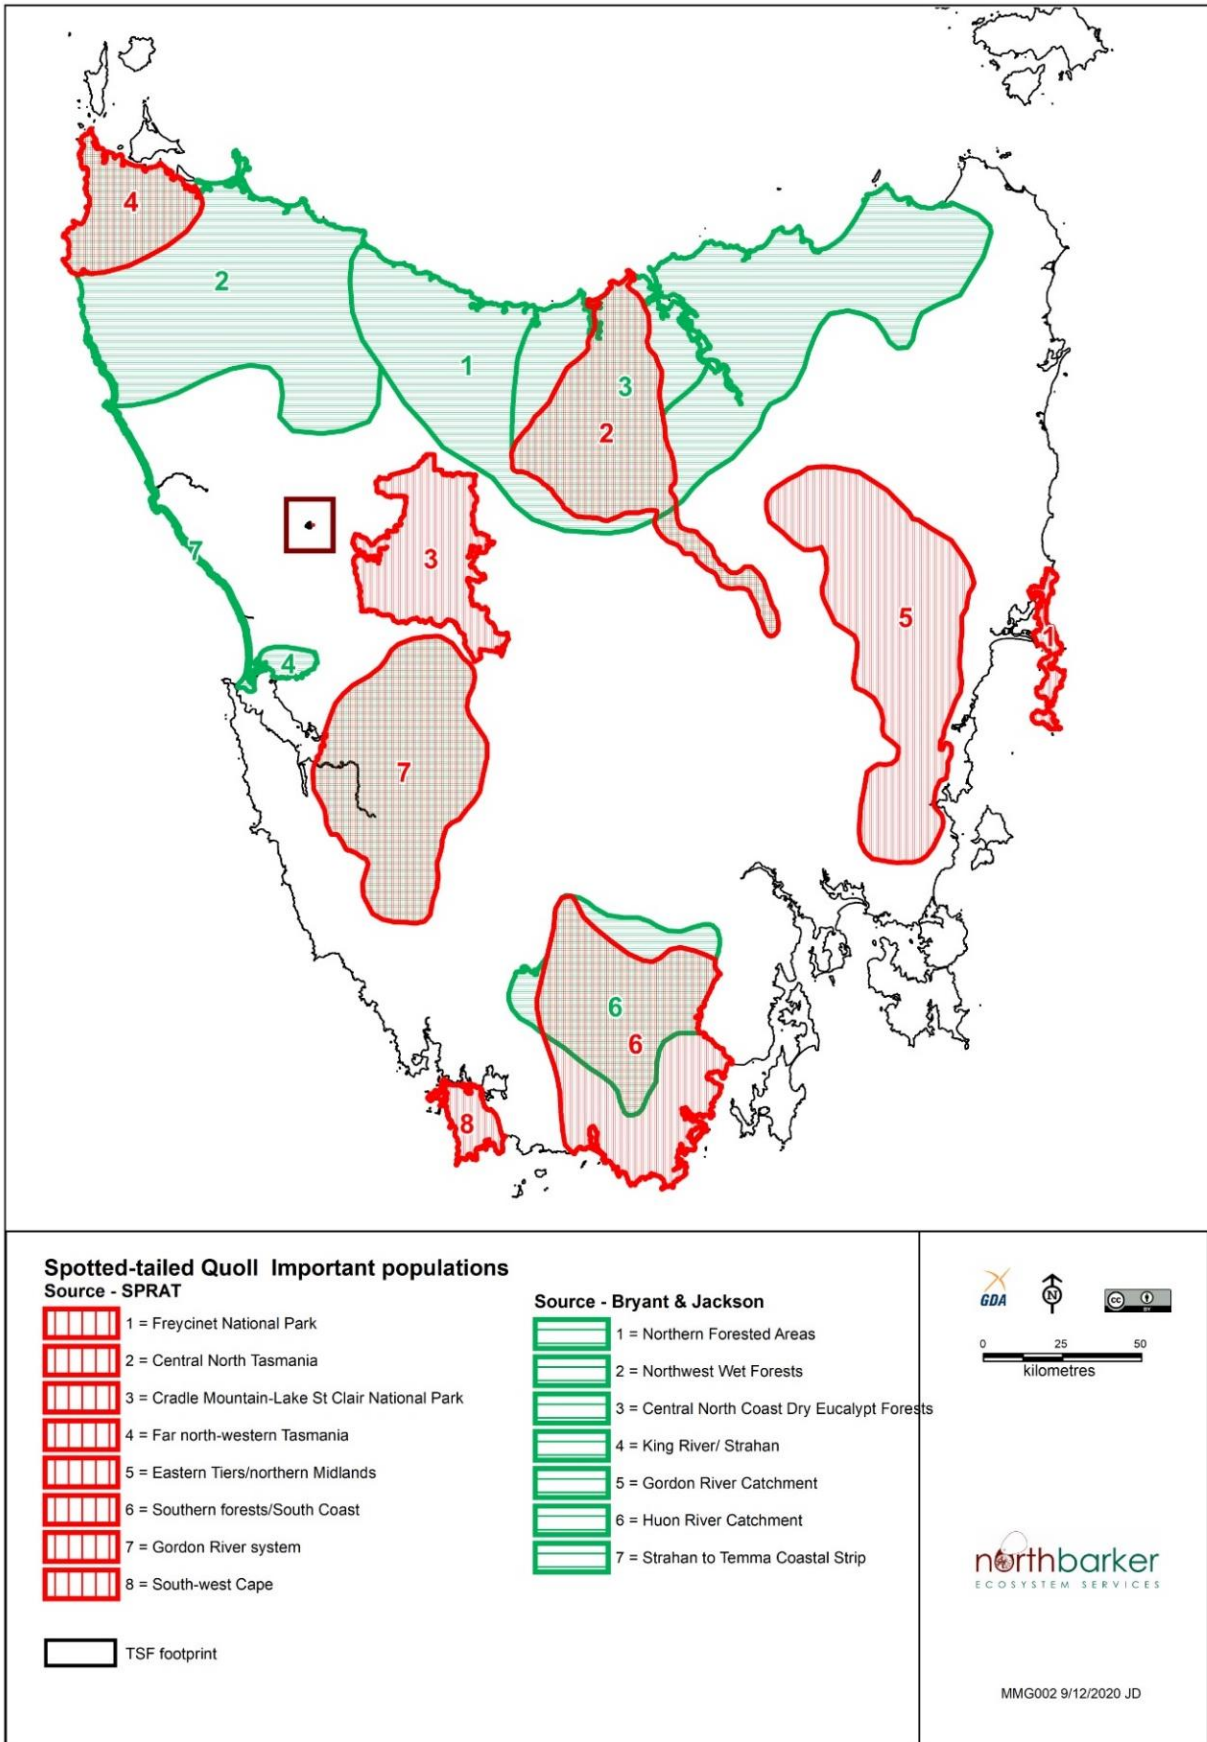 4
2
1
3
2
3
7
4
5
1
7
6
6
8
Spotted-tailed Quoll Important populations
Source - SPRAT
1 = Freycinet National Park
2 = Central North Tasmania
3 = Cradle Mountain-Lake St Clair National Park
4 = Far north-western Tasmania
5 = Eastern Tiers/northern Midlands
6 = Southern forests/South Coast
7 = Gordon River system
8 = South-west Cape
TSF footprint
Source - Bryant & Jackson
1 = Northern Forested Areas
2 = Northwest Wet Forests
3 = Central North Coast Dry Eucalypt Forests
4 = King River/ Strahan
5 = Gordon River Catchment
6 = Huon River Catchment
7 = Strahan to Temma Coastal Strip
GDA
N
cc
BY
0 25 50
kilometres
northbarker
ECOSYSTEM SERVICES
MMG002 9/12/2020 JD